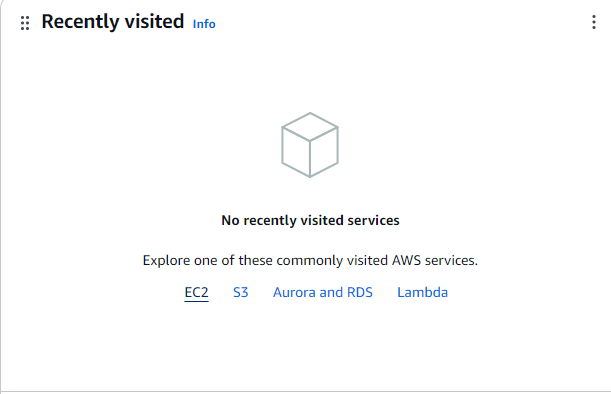 Recently visited Info
No recently visited services
Explore one of these commonly visited AWS services.
EC2 S3 Aurora and RDS Lambda